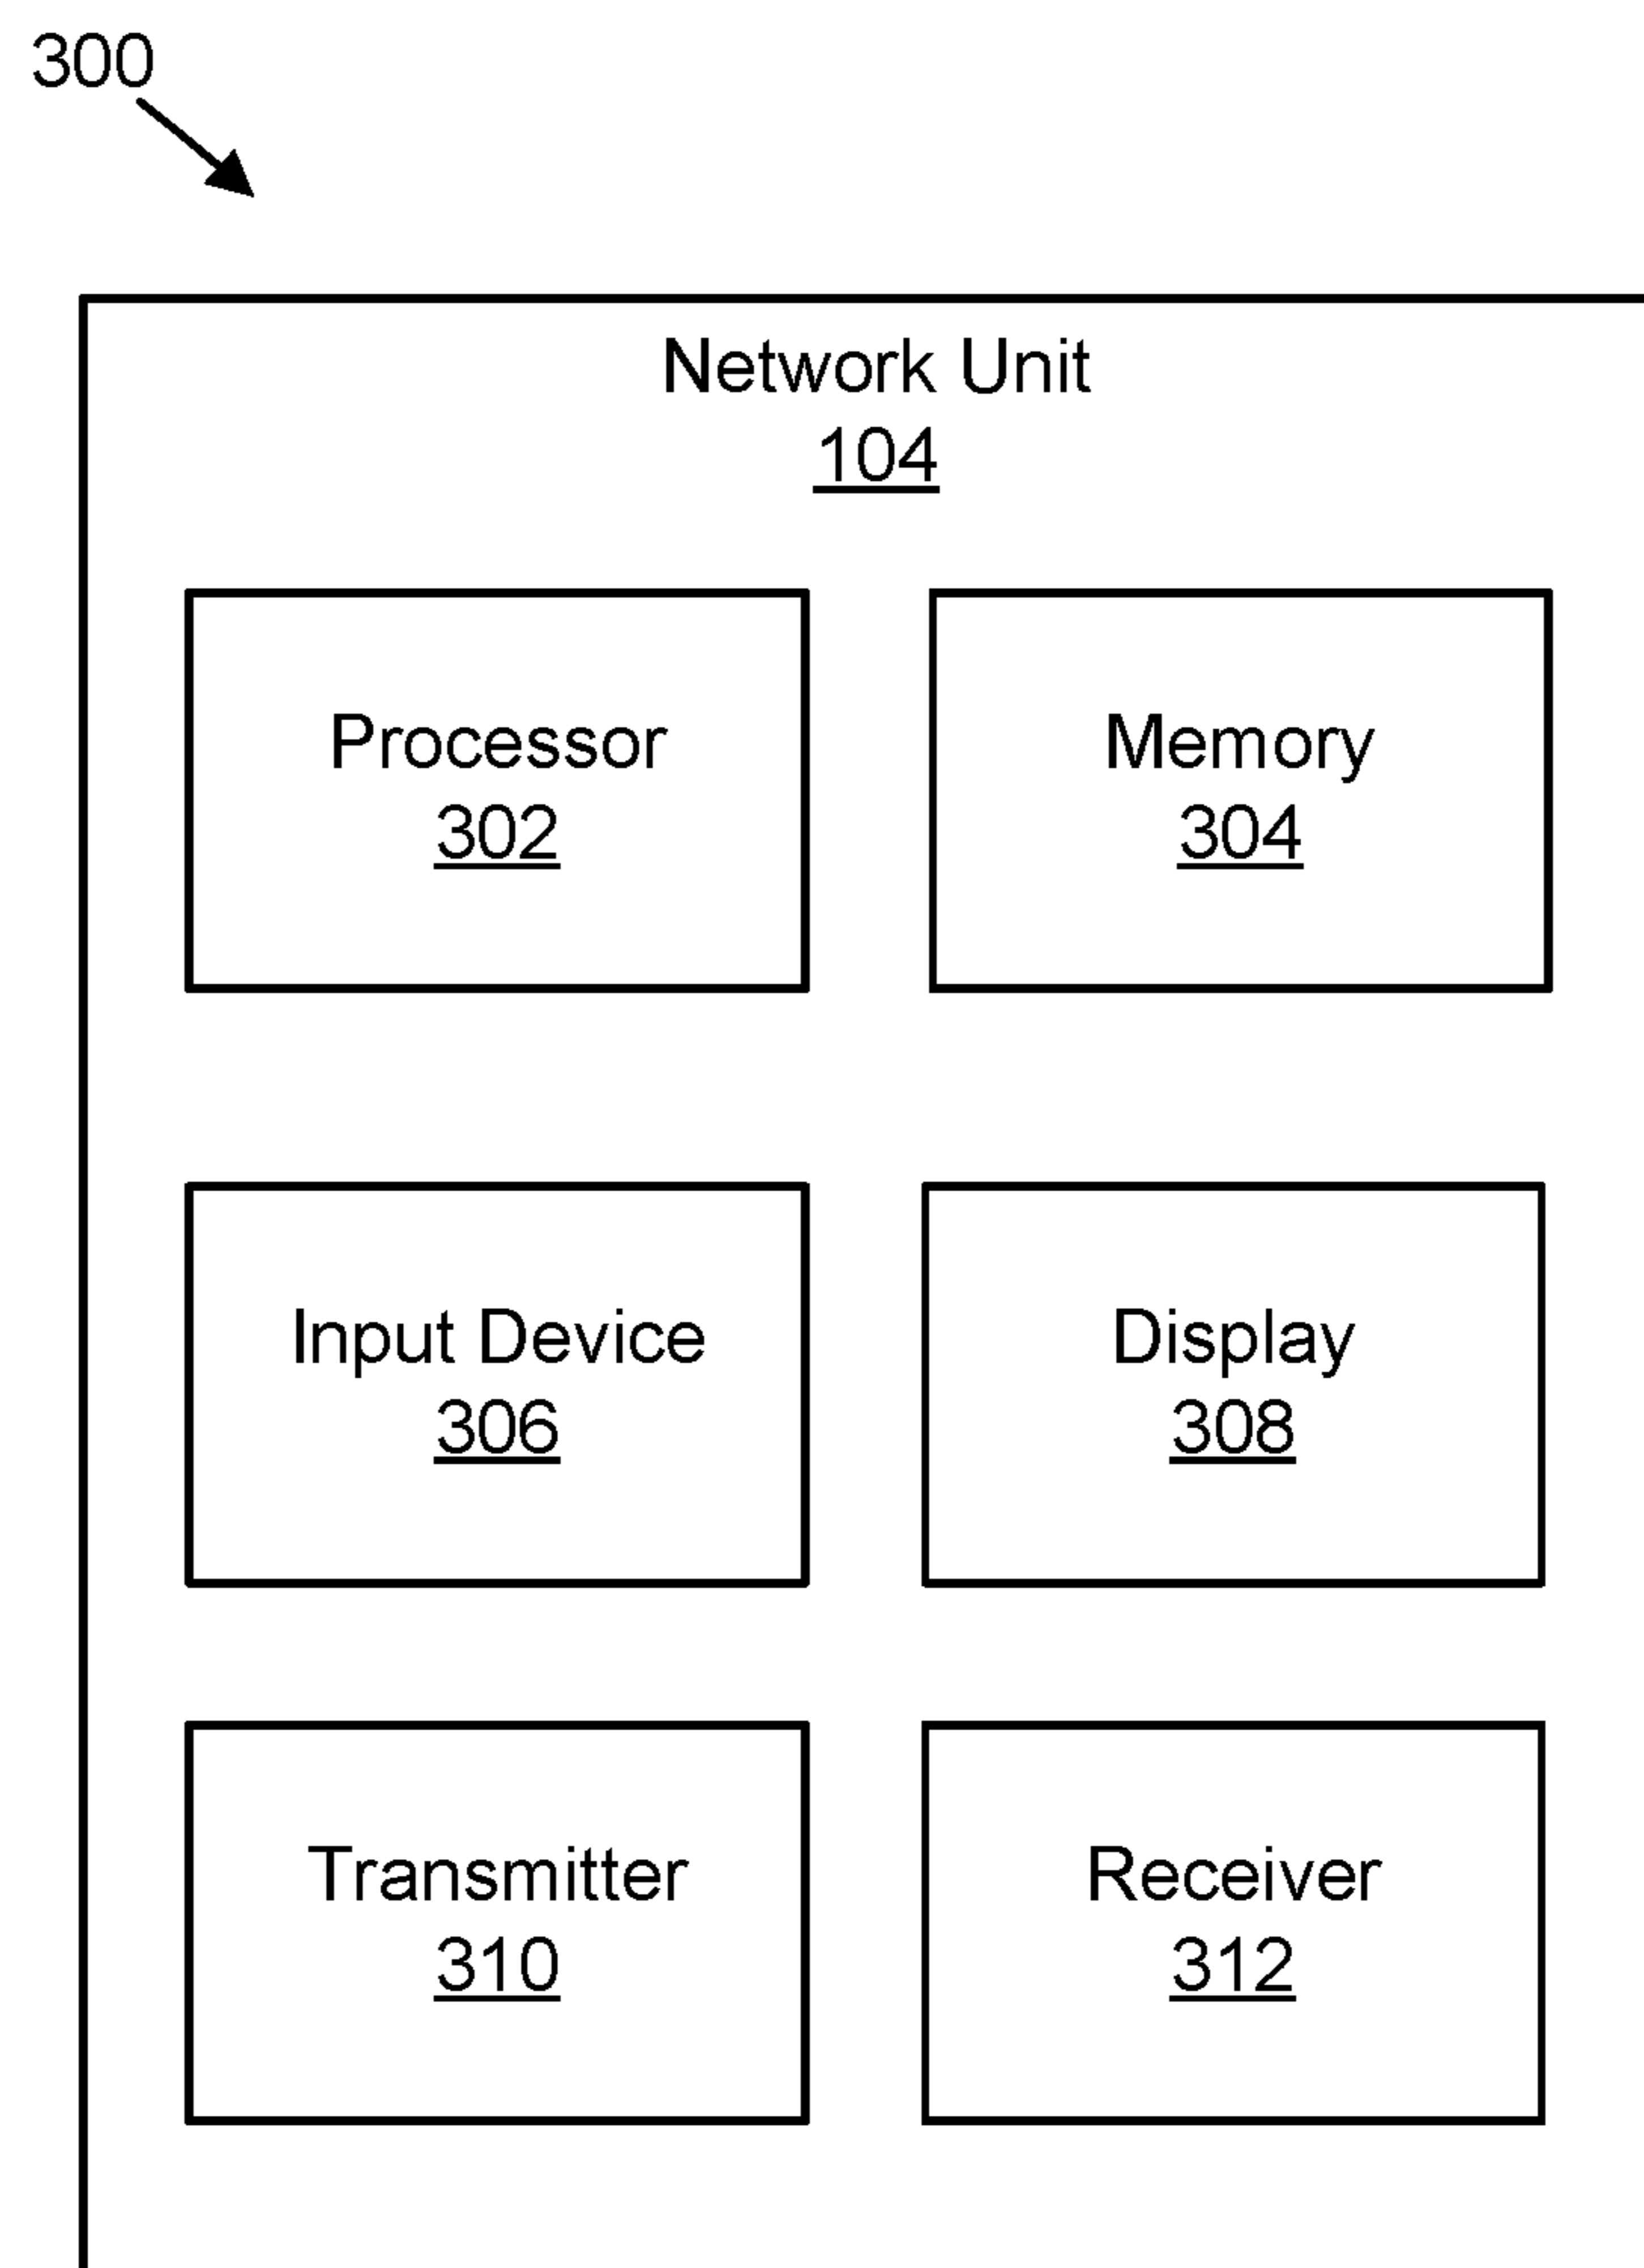 300
Network Unit
104
Processor
302
Memory
304
Input Device
306
Display
308
Transmitter
310
Receiver
312